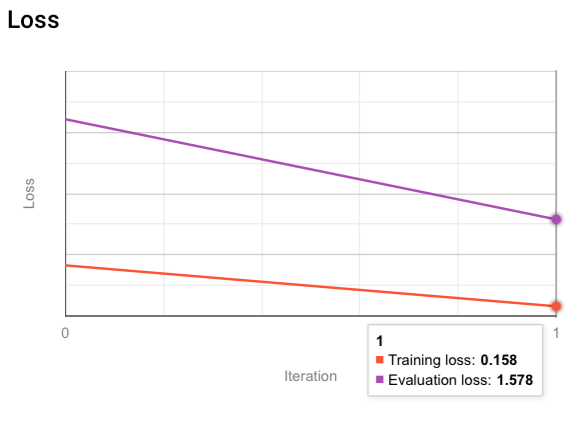 Loss
Loss
0
1
Iteration
1
Training loss: 0.158
Evaluation loss: 1.578